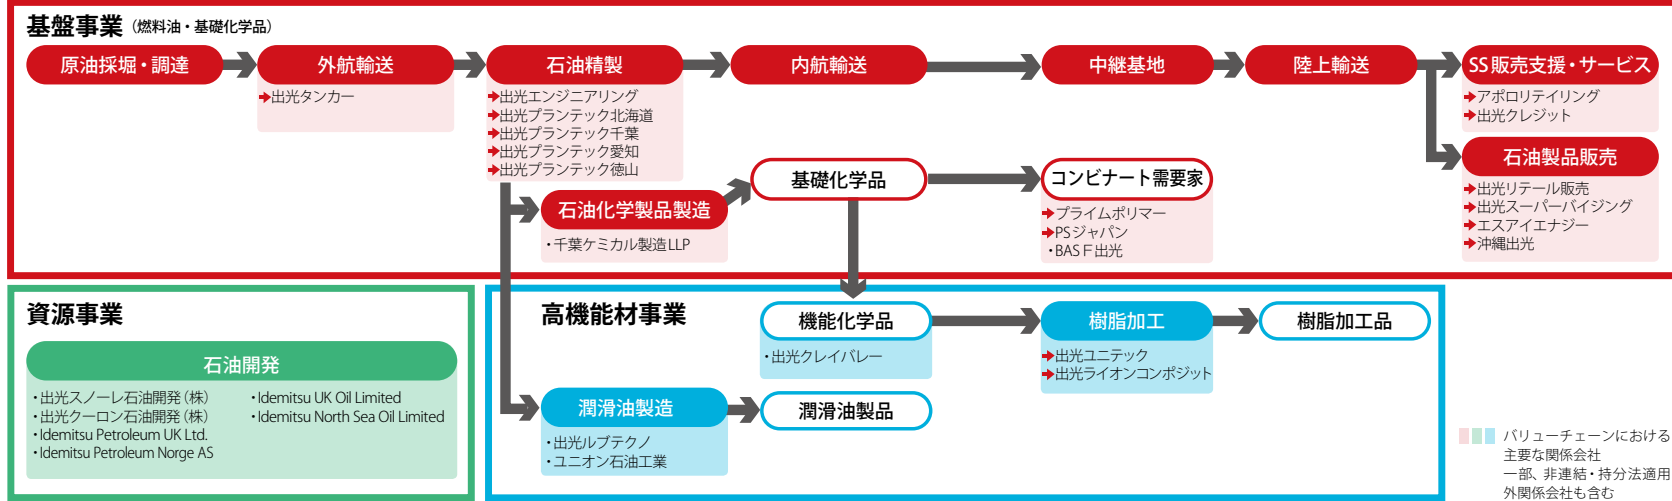 基盤事業（燃料油・基礎化学品）
原油採掘・調達
外航輸送
➔出光タンカー
石油精製
➔出光エンジニアリング
➔出光プランテック北海道
➔出光プランテック千葉
➔出光プランテック愛知
➔出光プランテック徳山
内航輸送
中継基地
陸上輸送
SS販売支援・サービス
➔アポロリテイリング
➔出光クレジット
石油製品販売
➔出光リテール販売
➔出光スーパーバイジング
➔エスアイエナジー
➔沖縄出光
石油化学製品製造
・千葉ケミカル製造LLP
基礎化学品
コンビナート需要家
➔プライムポリマー
➔PSジャパン
・BASF出光
資源事業
石油開発
・出光スノーレ石油開発（株）
・出光クーロン石油開発（株）
・Idemitsu Petroleum UK Ltd.
・Idemitsu Petroleum Norge AS
・Idemitsu UK Oil Limited
・Idemitsu North Sea Oil Limited
高機能材事業
機能化学品
・出光クレイバレー
樹脂加工
➔出光ユニテック
➔出光ライオンコンポジット
樹脂加工品
潤滑油製造
・出光ルブテクノ
・ユニオン石油工業
潤滑油製品
バリューチェーンにおける
主要な関係会社
一部、非連結・持分法適用
外関係会社も含む